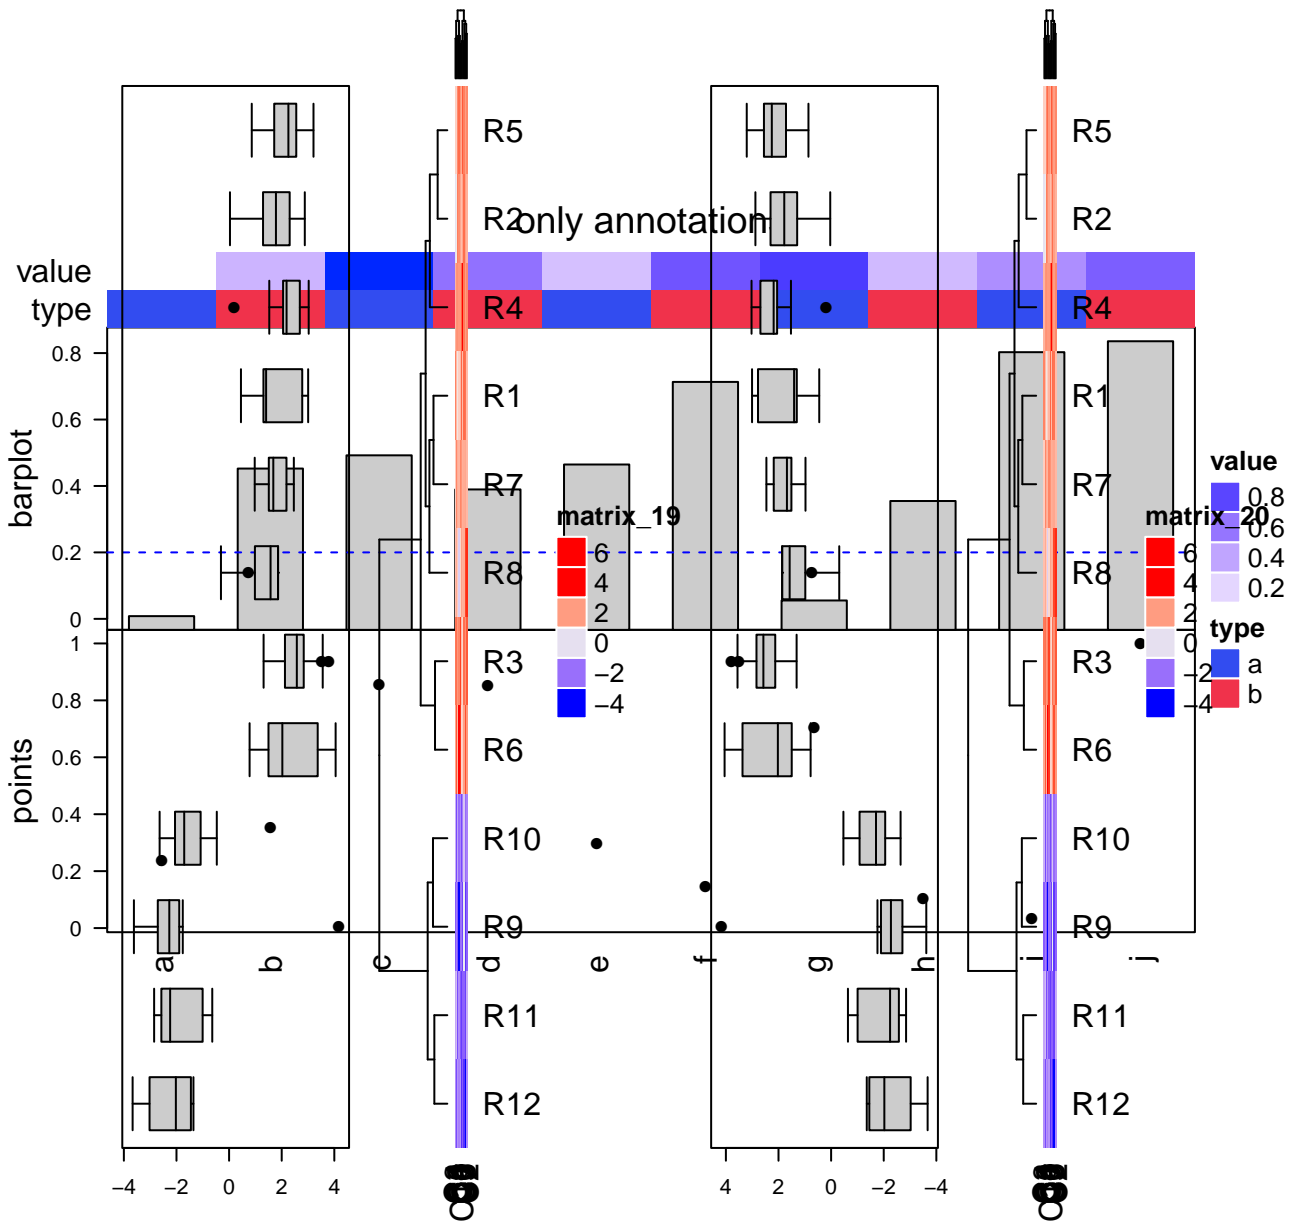 R5 R5
R2 R2
only annotation
value
type
R4 R4
0.8
R1 R1
0.6
barplot
0.4
R7 R7
value
0.8
0.6
0.4
0.2
matrix_19
6
4
2
0
−2
−4
matrix_20
6
4
2
0
−2
−4
0.2
R8 R8
0
type
a
b
1
R3 R3
0.8
points
0.6
R6 R6
0.4
R10 R10
0.2
0
R9 R9
a b c d e f g h i j
R11 R11
R12 R12
−4 −2 0 2 4 4 2 0 −2 −4